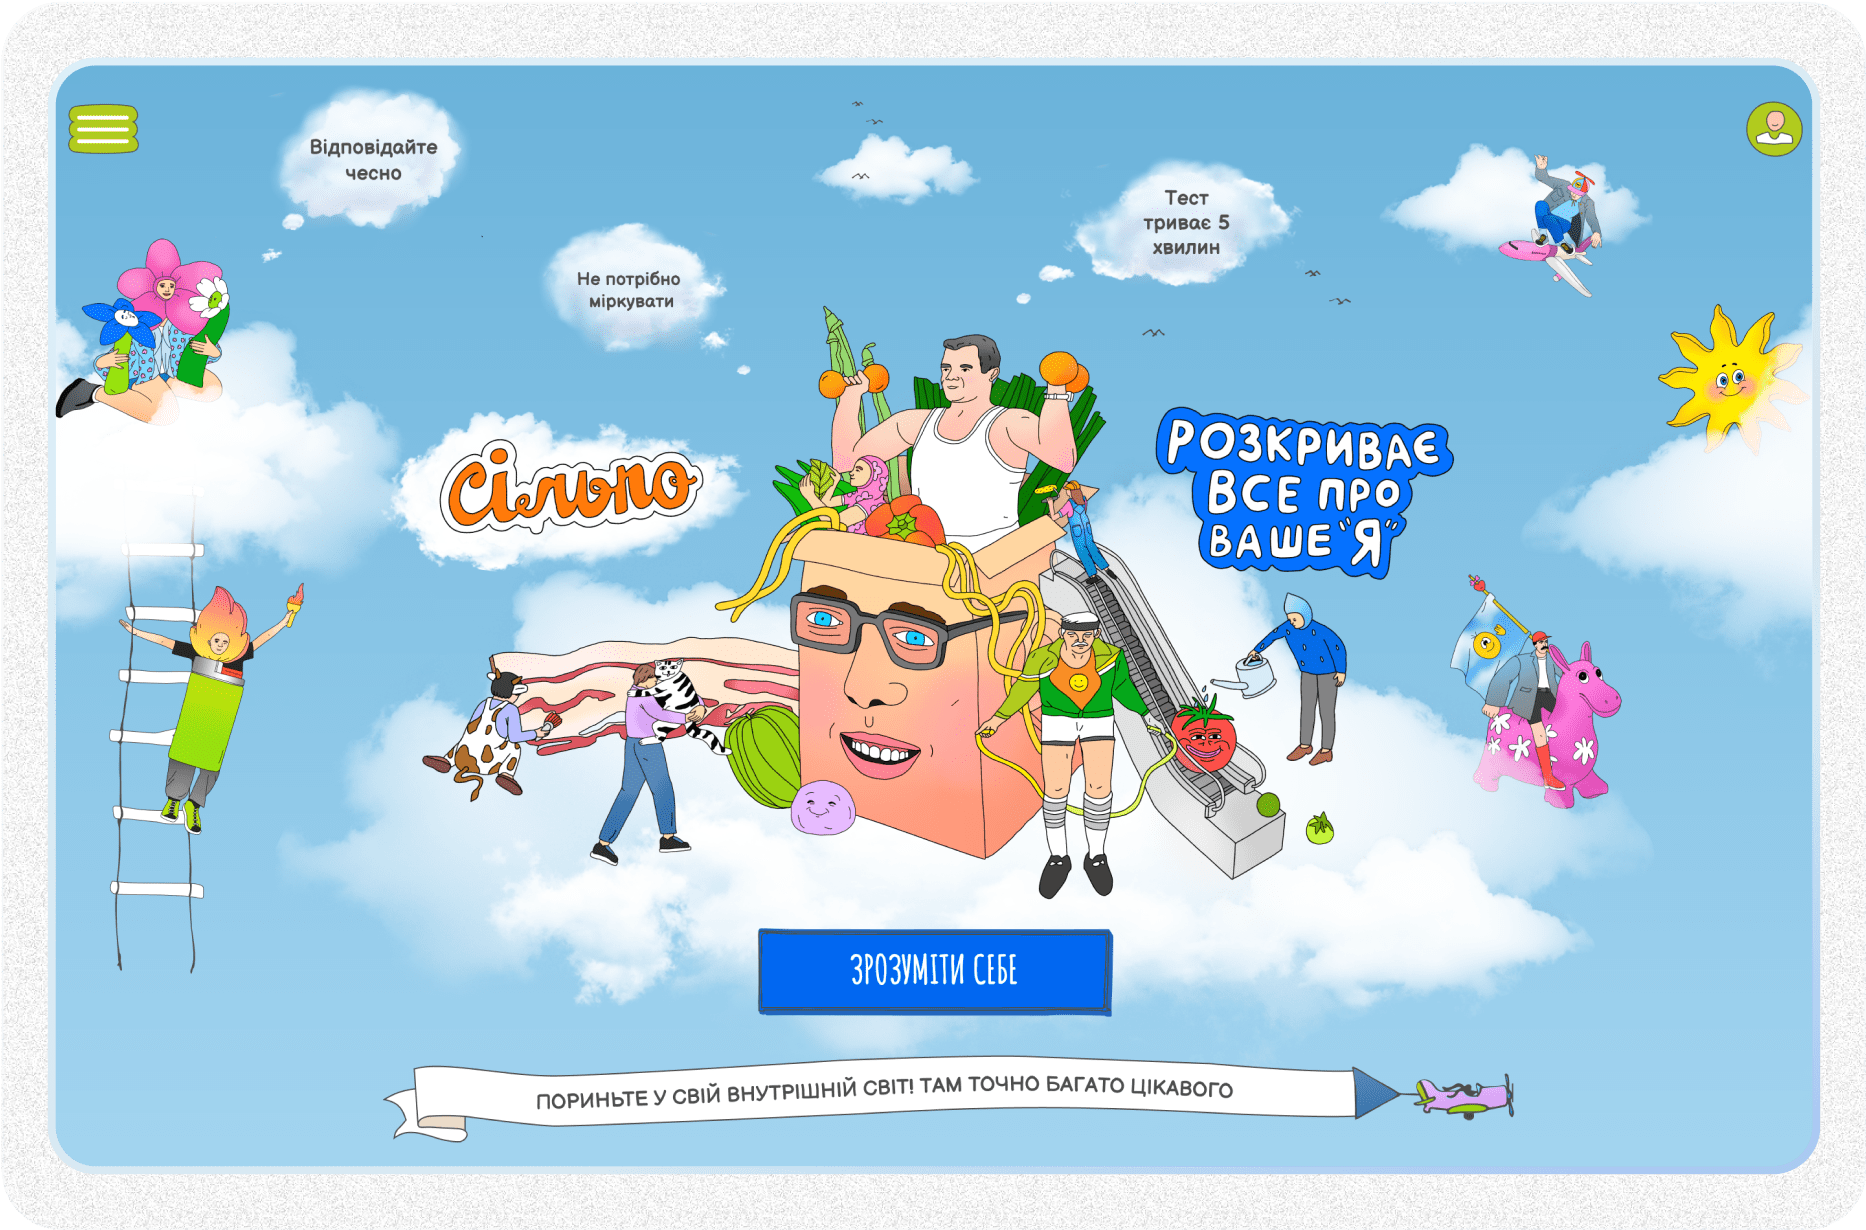 Відповідайте
чесно
Тест
триває 5
хвилин
Не потрібно
міркувати
Сільпо
РОЗКРИВАЄ
ВСЕ ПРО
ВАШЕ "Я"
ЗРОЗУМІТИ СЕБЕ
ПОРИНЬТЕ У СВІЙ ВНУТРІШНІЙ СВІТ! ТАМ ТОЧНО БАГАТО ЦІКАВОГО